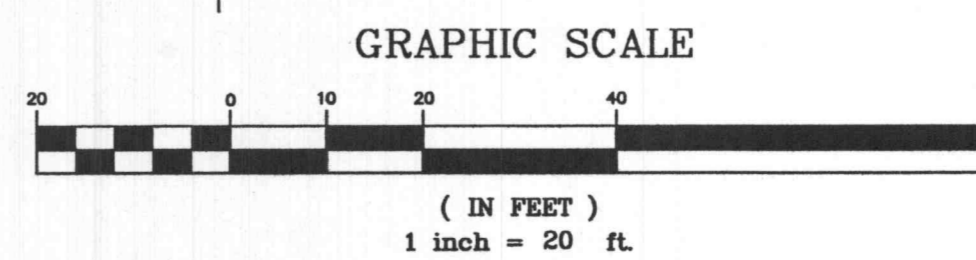 GRAPHIC SCALE
20 0 10 20 40
( IN FEET )
1 inch = 20 ft.